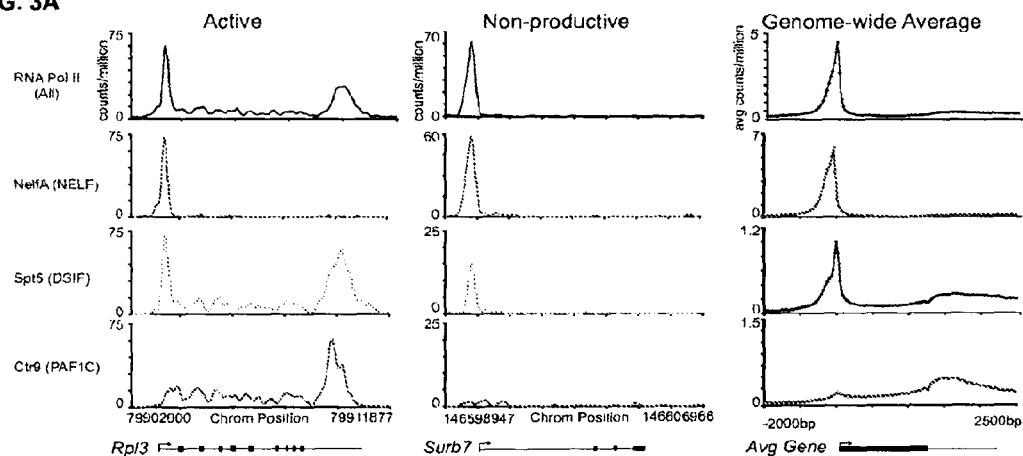 G. 3A
Active
Non-productive
Genome-wide Average
RNA Pol II
(All)
counts/million
75
0
counts/million
70
0
avg counts/million
5
0
NelfA (NELF)
75
0
60
0
7
0
Spt5 (DSIF)
75
0
25
0
1.2
0
Ctr9 (PAF1C)
75
0
25
0
1.5
0
79902000 Chrom Position 79911877
146598947 Chrom Position 146606966
-2000bp 2500bp
Rpl3
Surb7
Avg Gene